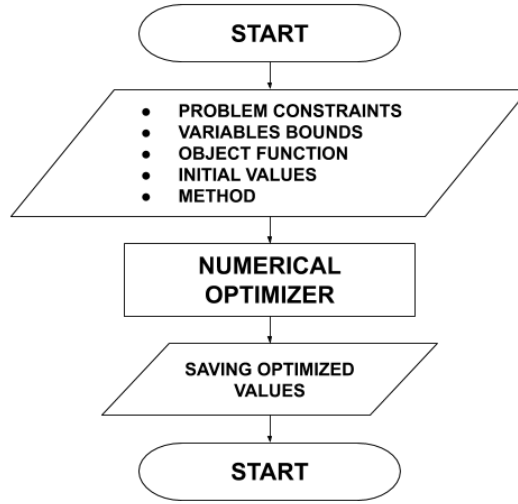 START
● PROBLEM CONSTRAINTS
● VARIABLES BOUNDS
● OBJECT FUNCTION
● INITIAL VALUES
● METHOD
NUMERICAL
OPTIMIZER
SAVING OPTIMIZED
VALUES
START